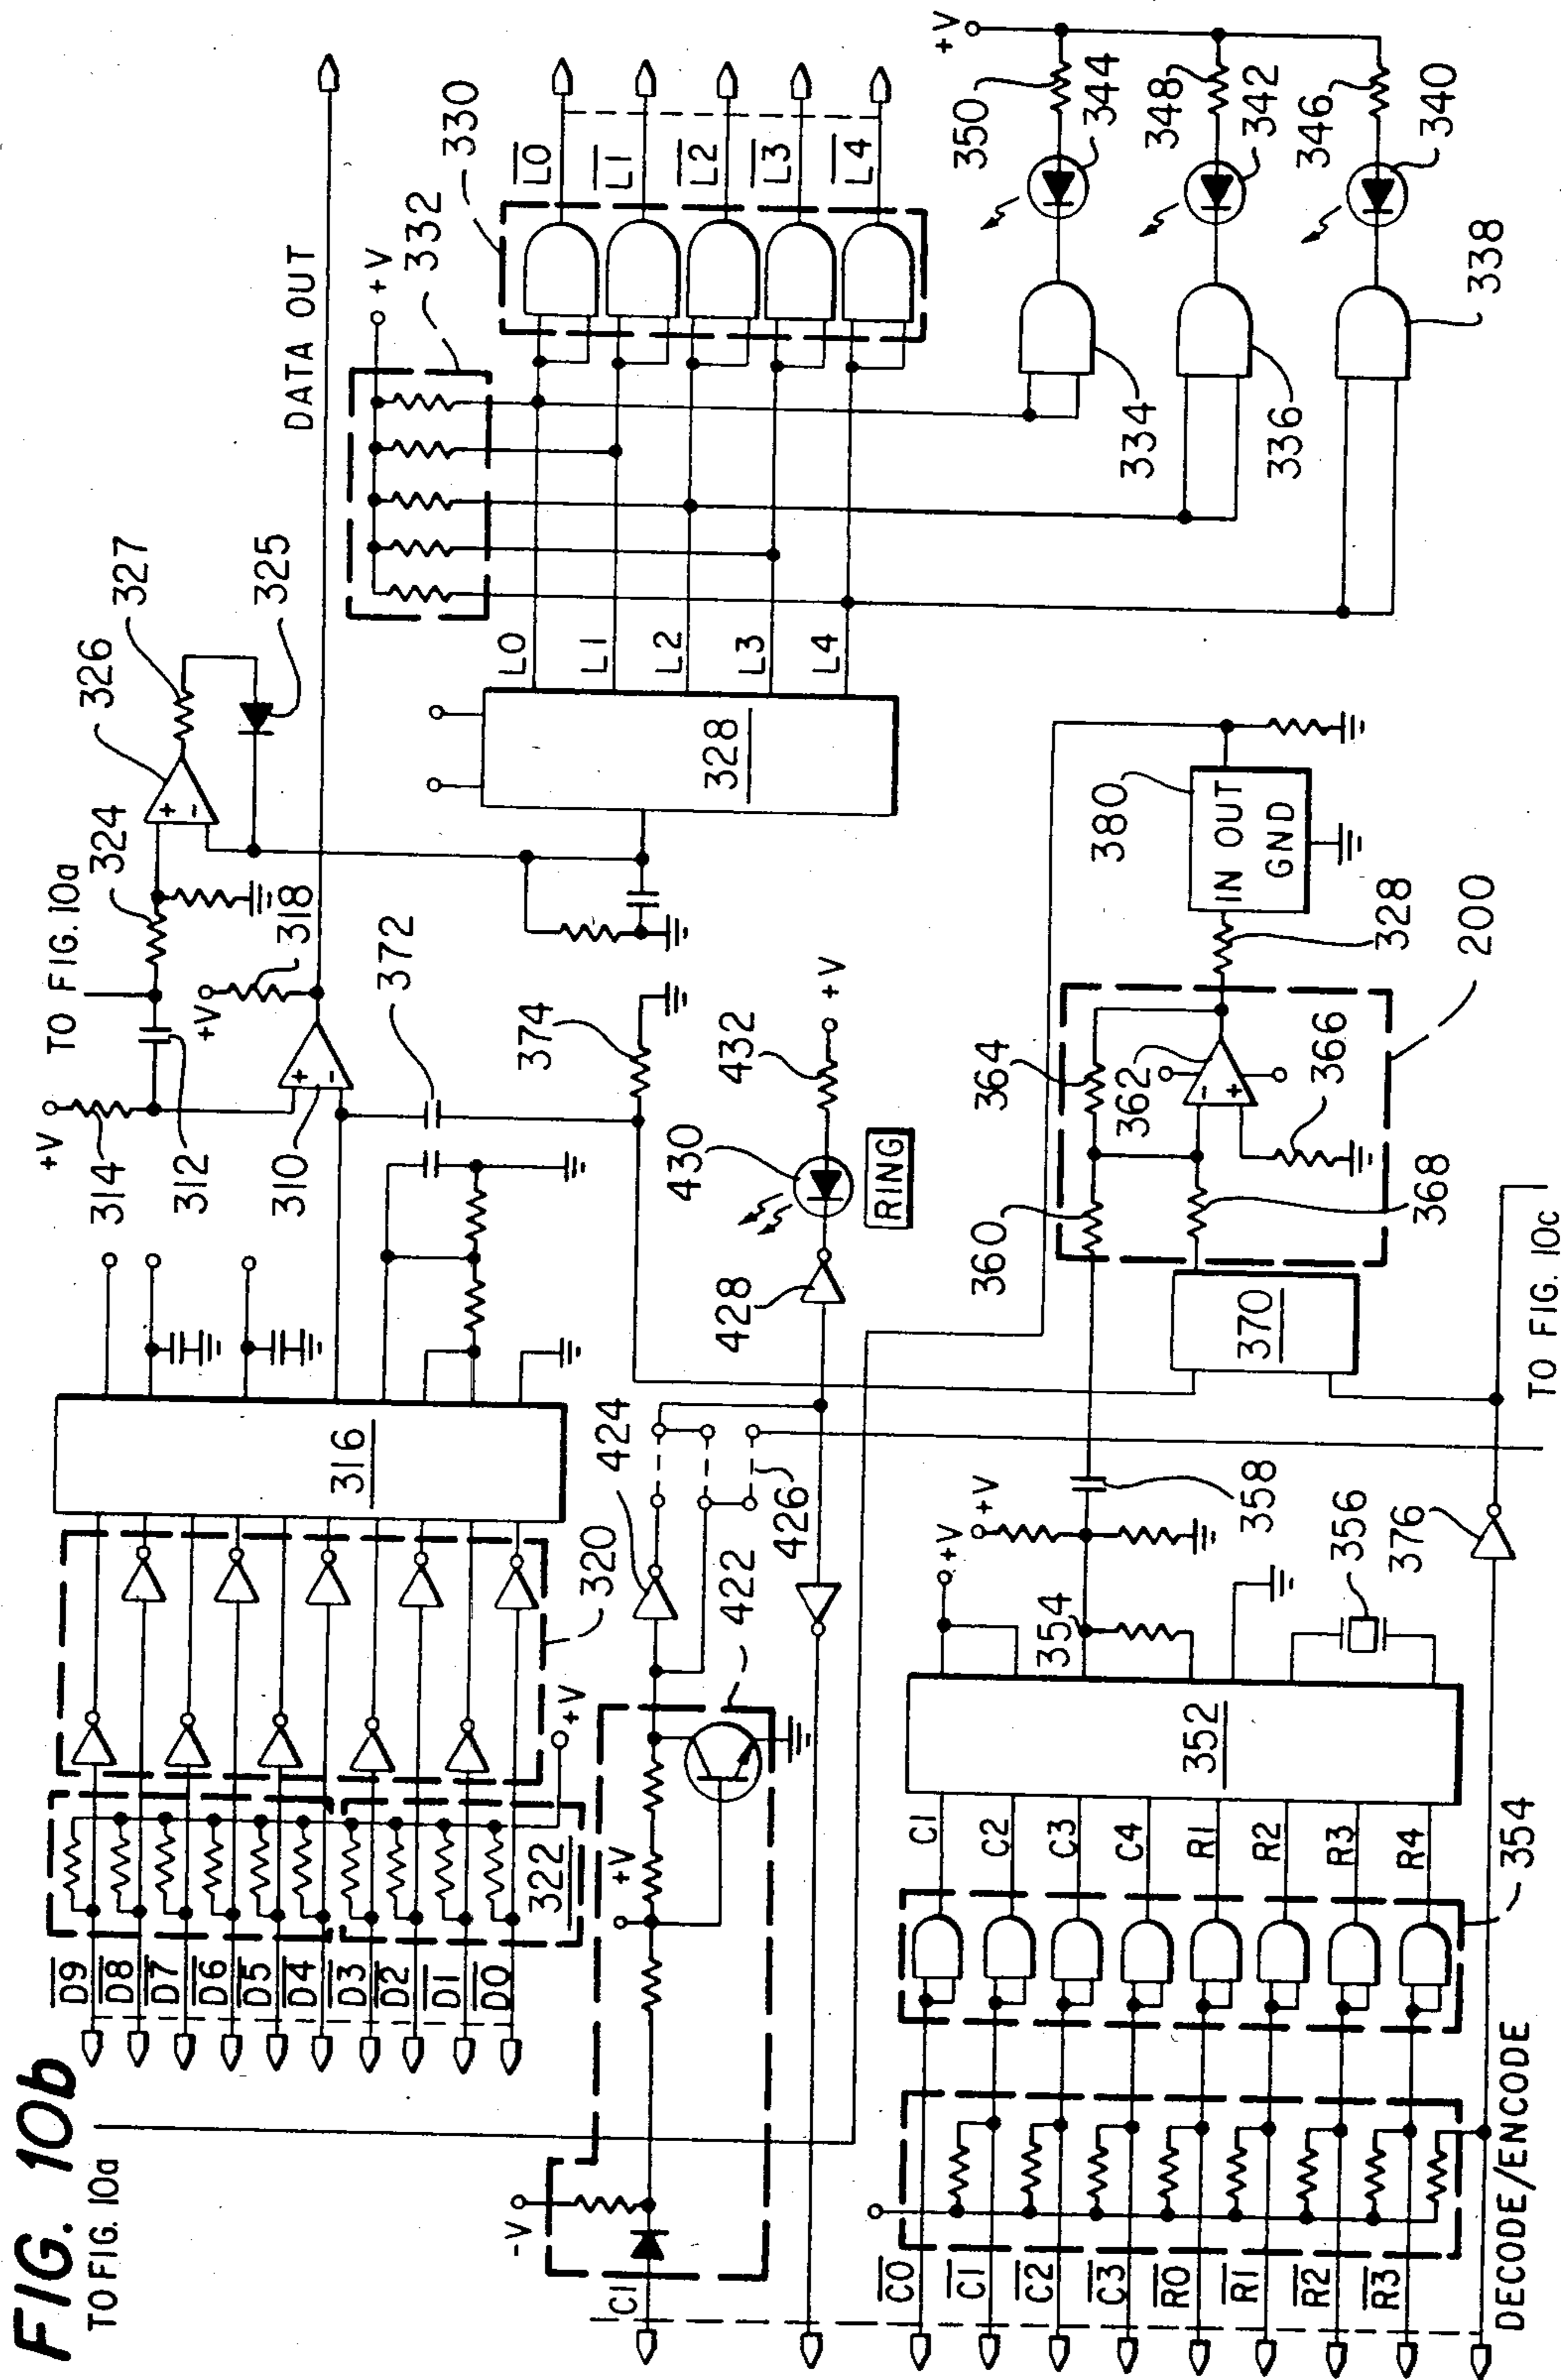 FIG. 10b
TO FIG. 10a
D9
D8
D7
D6
D5
D4
D3
D2
D1
D0
322
+V
320
316
+V
314
312
310
TO FIG. 10a
+V
318
324
326
327
325
DATA OUT
+V
332
330
L0
L1
L2
L3
L4
L0
L1
L2
L3
L4
328
372
374
-V
C1
+V
422
424
426
428
430
RING
432
+V
+V
350
344
348
342
346
340
334
336
338
C0
C1
C2
C3
R0
R1
R2
R3
DECODE/ENCODE
C1
C2
C3
C4
R1
R2
R3
R4
354
352
+V
+V
354
358
356
376
360
364
362
-
+
366
368
370
200
328
380
IN OUT
GND
TO FIG. 10c